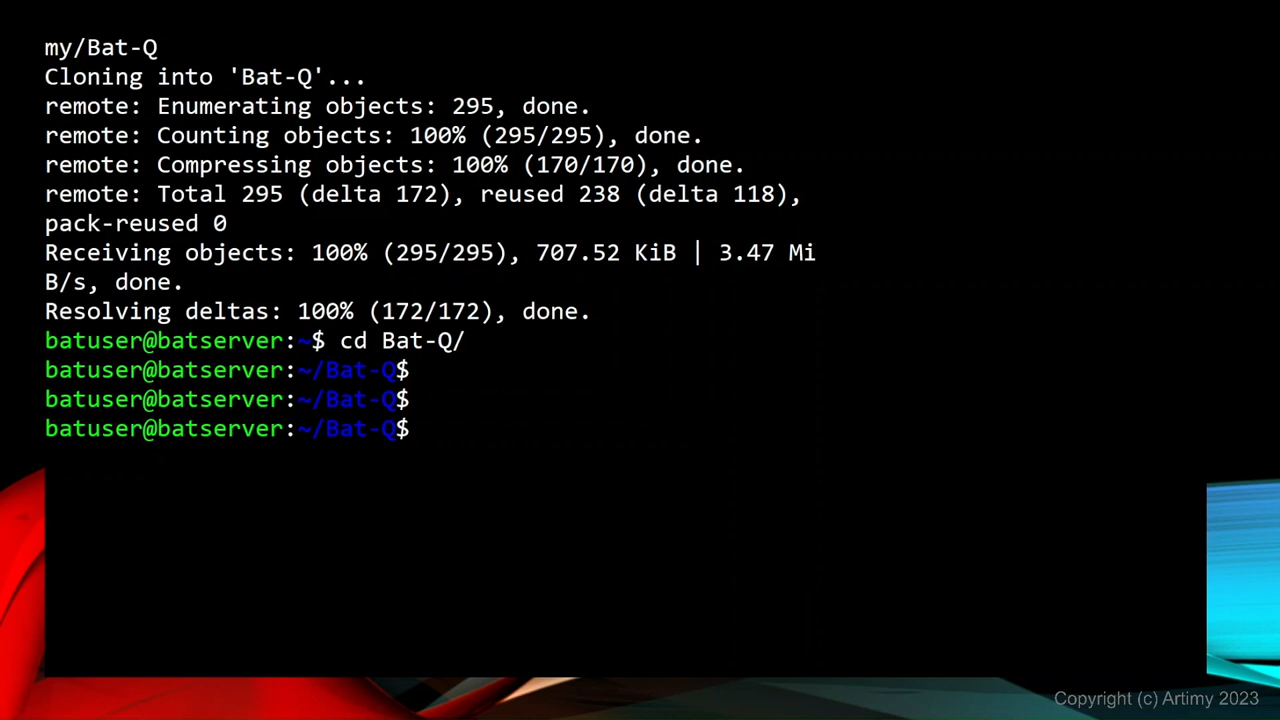 my/Bat-Q
Cloning into 'Bat-Q'...
remote: Enumerating objects: 295, done.
remote: Counting objects: 100% (295/295), done.
remote: Compressing objects: 100% (170/170), done.
remote: Total 295 (delta 172), reused 238 (delta 118),
pack-reused 0
Receiving objects: 100% (295/295), 707.52 KiB | 3.47 Mi
B/s, done.
Resolving deltas: 100% (172/172), done.
batuser@batserver:~$ cd Bat-Q/
batuser@batserver:~/Bat-Q$
batuser@batserver:~/Bat-Q$
batuser@batserver:~/Bat-Q$
Copyright (c) Artimy 2023